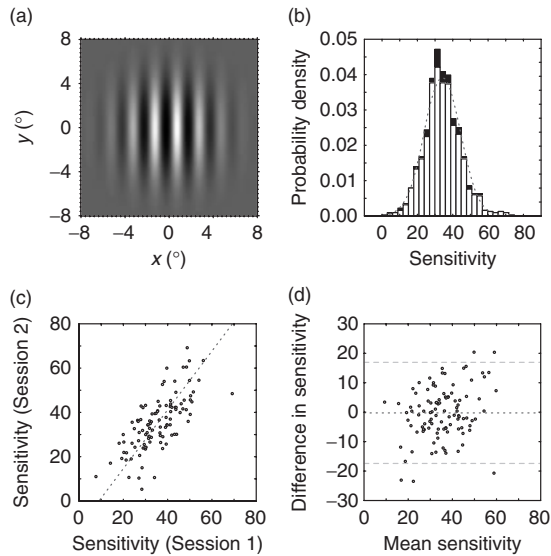 (a)
8
4
0
−4
−8
y (°)
−8 −4 0 4 8
x (°)
(b)
0.05
0.04
0.03
0.02
0.01
0.00
Probability density
0 20 40 60 80
Sensitivity
(c)
80
60
40
20
0
Sensitivity (Session 2)
0 20 40 60 80
Sensitivity (Session 1)
(d)
30
20
10
0
−10
−20
−30
Difference in sensitivity
0 20 40 60 80
Mean sensitivity